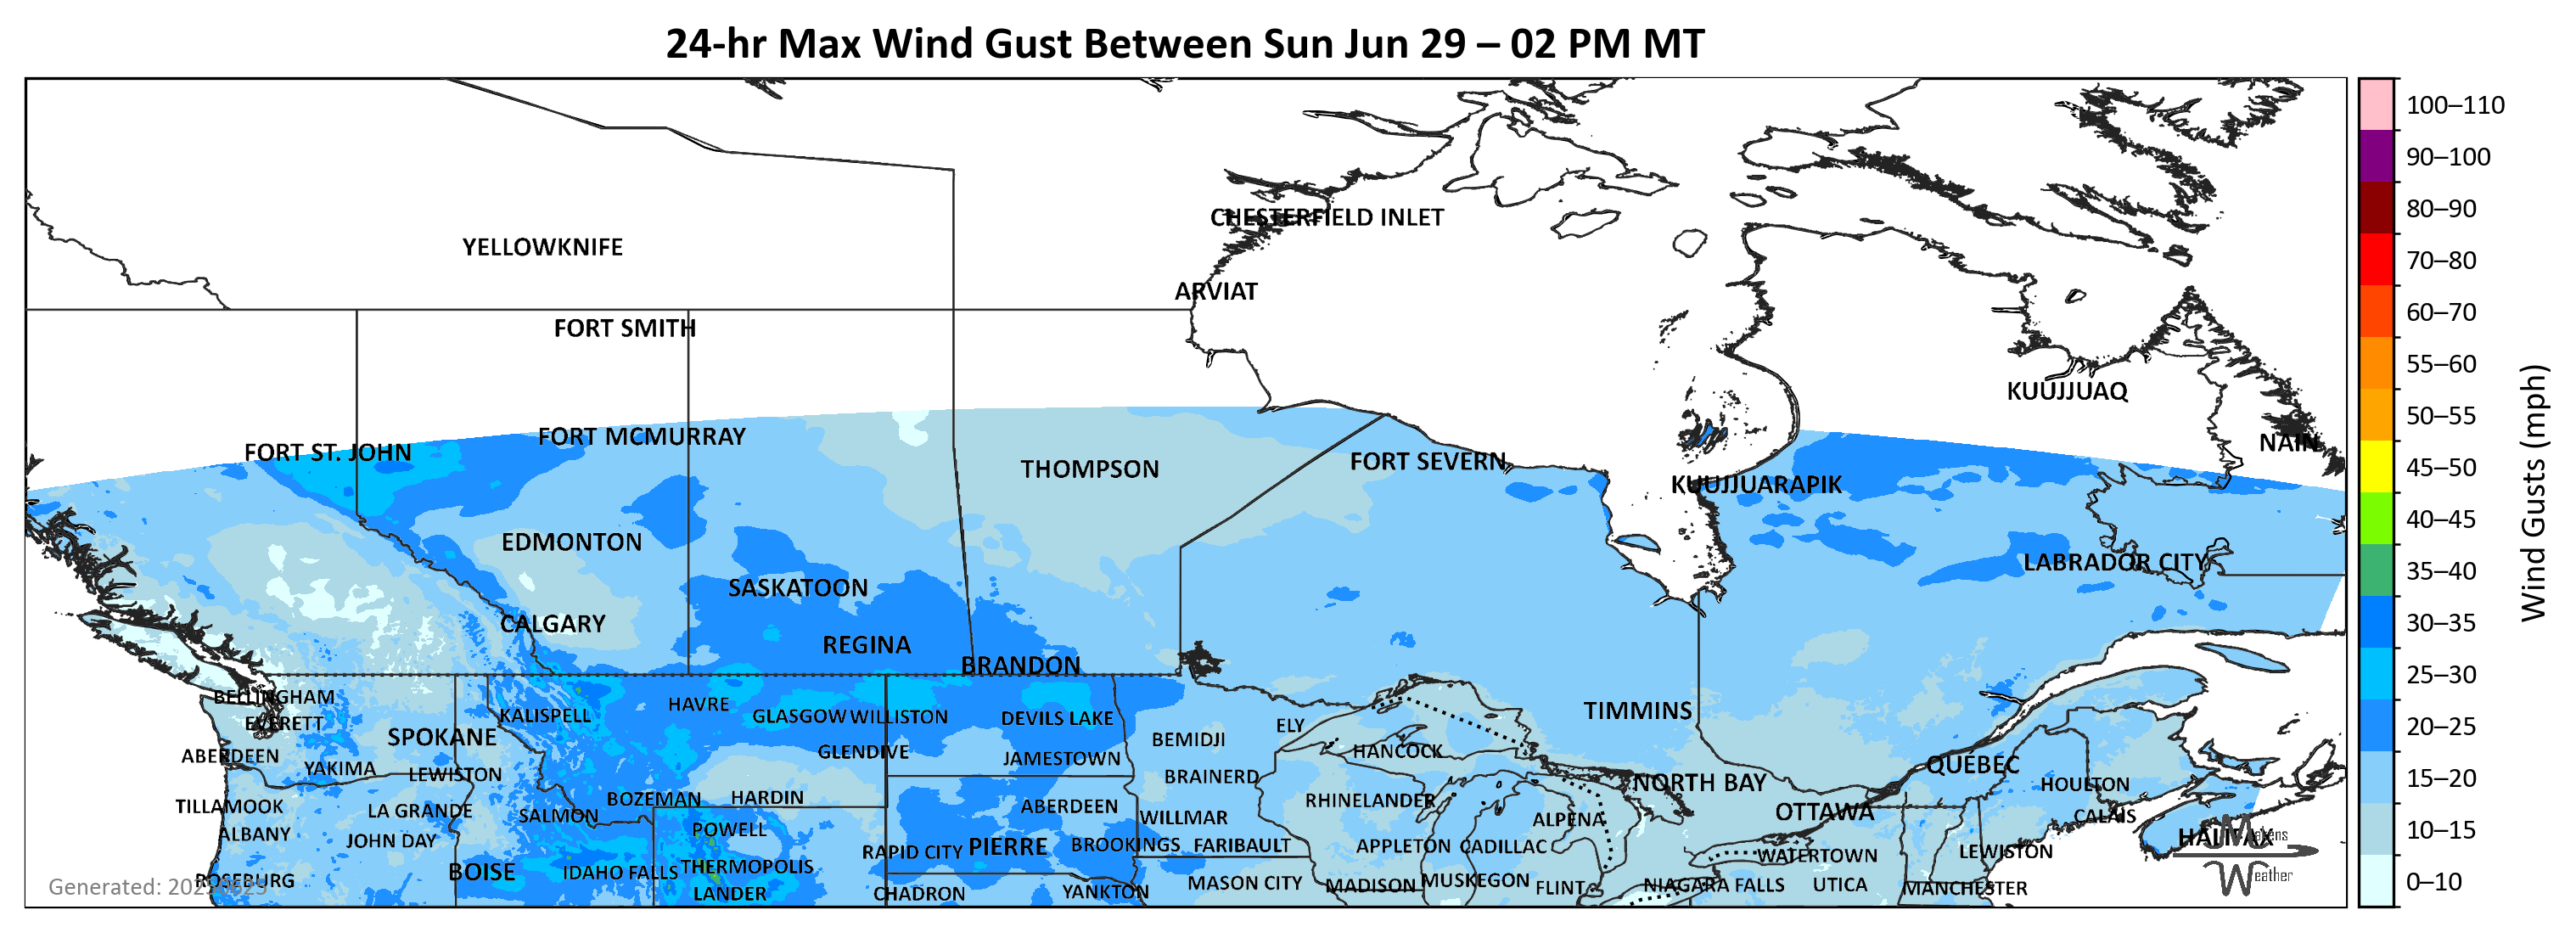 24-hr Max Wind Gust Between Sun Jun 29 – 02 PM MT
100–110
90–100
CHESTERFIELD INLET
80–90
YELLOWKNIFE
70–80
ARVIAT
60–70
FORT SMITH
55–60
KUUJJUAQ
50–55
FORT MCMURRAY
NAIN
FORT ST. JOHN
THOMPSON
FORT SEVERN
45–50
KUUJJUARAPIK
Wind Gusts (mph)
40–45
EDMONTON
LABRADOR CITY
35–40
SASKATOON
CALGARY
30–35
REGINA
BRANDON
25–30
BELLINGHAM
HAVRE
TIMMINS
KALISPELL
GLASGOW
WILLISTON
DEVILS LAKE
EVERETT
ELY
20–25
SPOKANE
BEMIDJI
HANCOCK
GLENDIVE
ABERDEEN
JAMESTOWN
QUÉBEC
YAKIMA
LEWISTON
BRAINERD
15–20
NORTH BAY
HOULTON
BOZEMAN
HARDIN
RHINELANDER
TILLAMOOK
LA GRANDE
ABERDEEN
OTTAWA
SALMON
WILLMAR
ALPENA
CALAIS
10–15
POWELL
ALBANY
JOHN DAY
HALIFAX
Makens
RAPID CITY
PIERRE
BROOKINGS
FARIBAULT
APPLETON
CADILLAC
WATERTOWN
LEWISTON
BOISE
IDAHO FALLS
THERMOPOLIS
Weather
ROSEBURG
MASON CITY
MADISON
MUSKEGON
FLINT
NIAGARA FALLS
UTICA
MANCHESTER
0–10
LANDER
CHADRON
YANKTON
Generated: